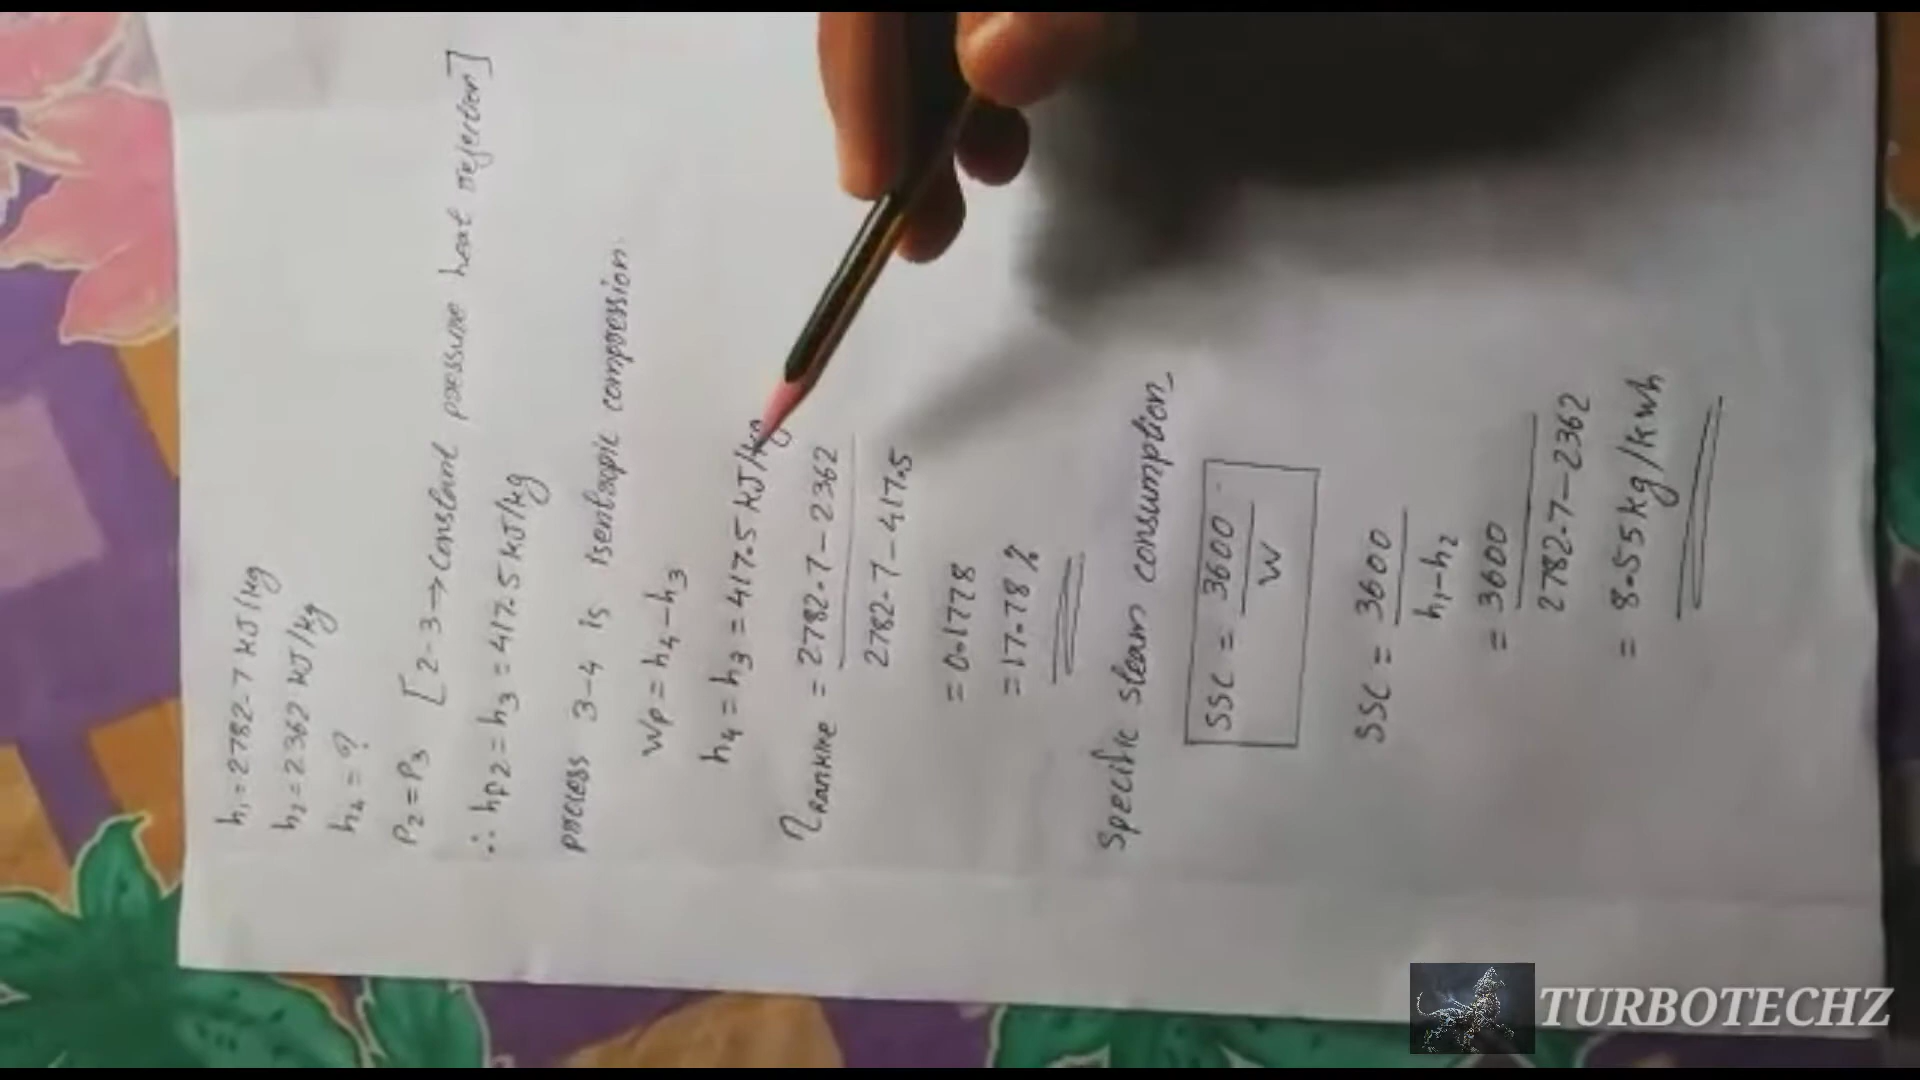 h₁ = 2782.7 kJ/kg
h₂ = 2362 kJ/kg
h₄ = ?
P₂ = P₃ [2-3 → constant pressure heat rejection]
∴ hp₂ = h₃ = 417.5 kJ/kg
process 3-4 is isentropic compression.
Wp = h₄ - h₃
h₄ = h₃ = 417.5 kJ/kg
η RANKINE = 2782.7 - 2362
2782.7 - 417.5
= 0.1778
= 17.78 %
Specific steam consumption
SSC = 3600
W
SSC = 3600
h₁ - h₂
= 3600
2782.7 - 2362
= 8.55 kg/kwh
TURBOTECHZ